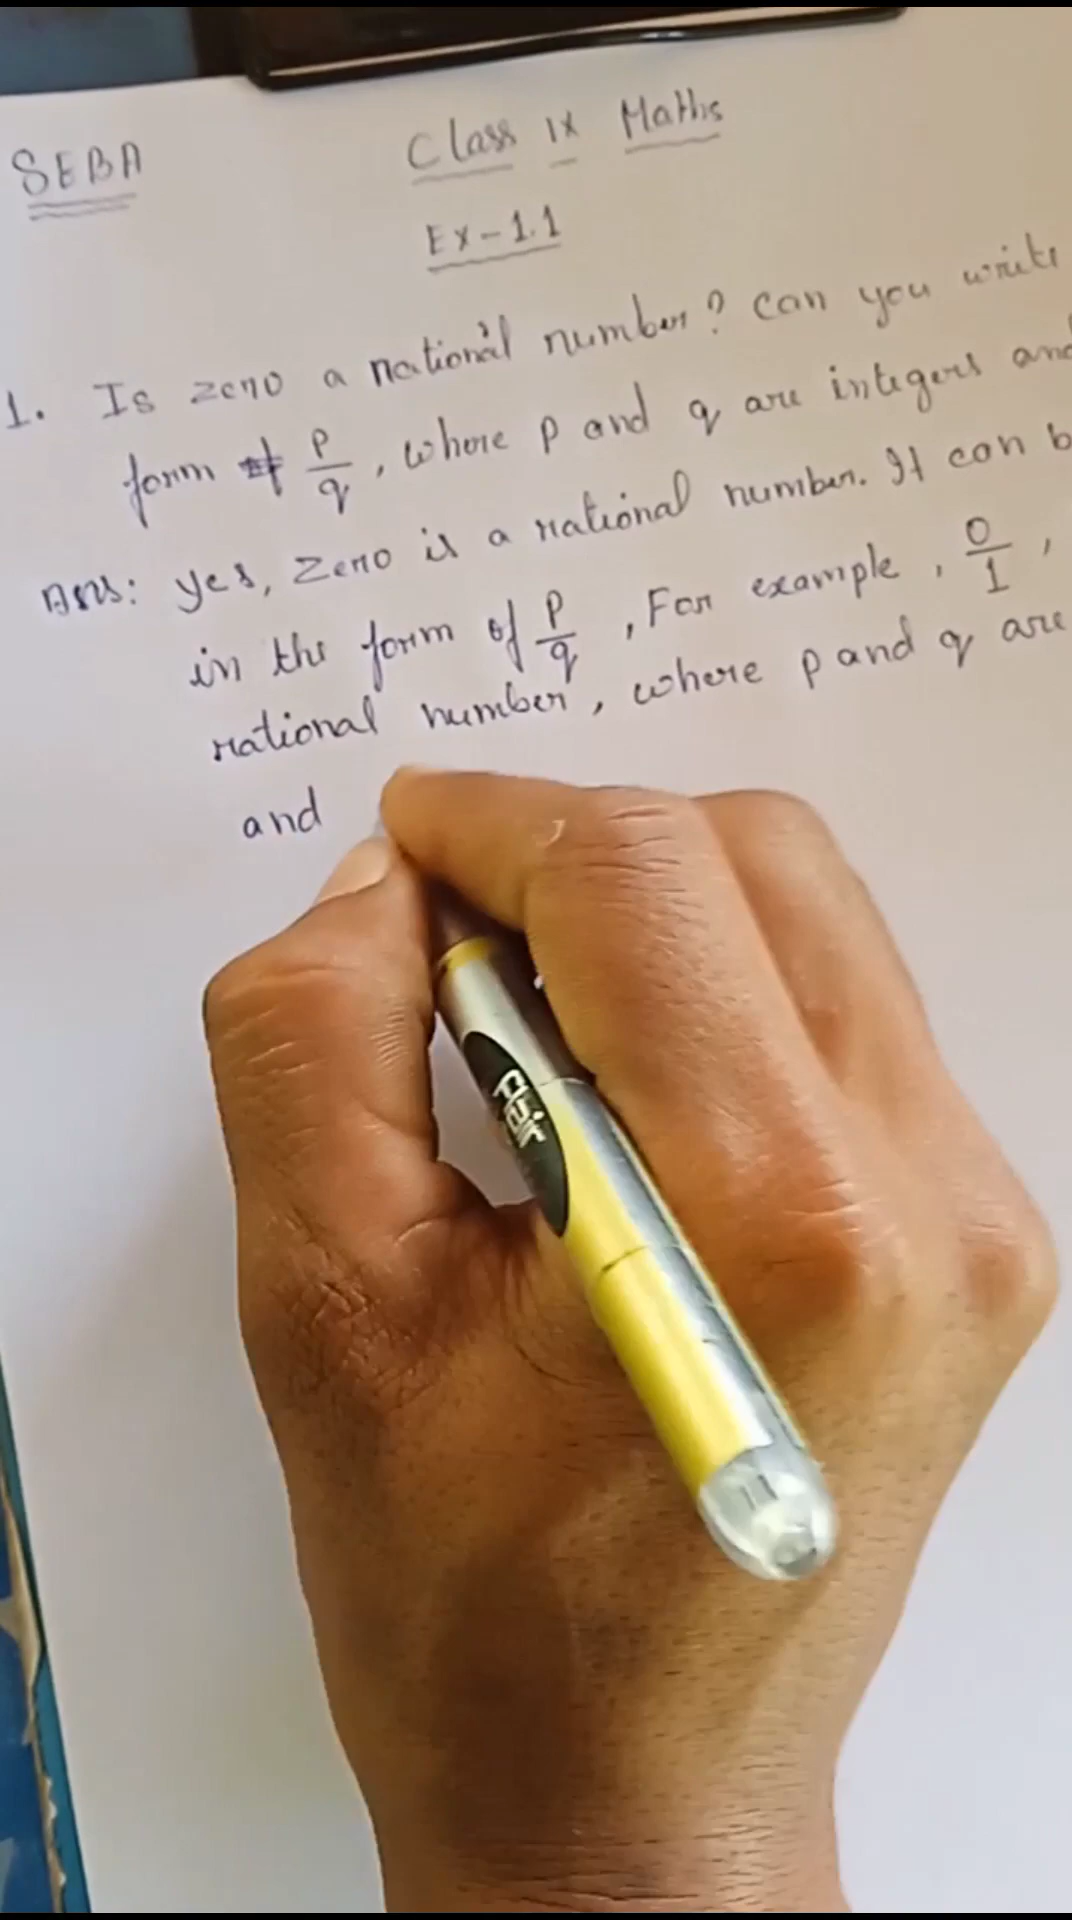 SEBA
Class IX Maths
Ex-1.1
1. Is zero a rational number? Can you write
form of p/q, where p and q are integers and
Ans: yes, zero is a rational number. It can b
in the form of p/q, For example, 0/1,
rational number, where p and q are
and
Flair